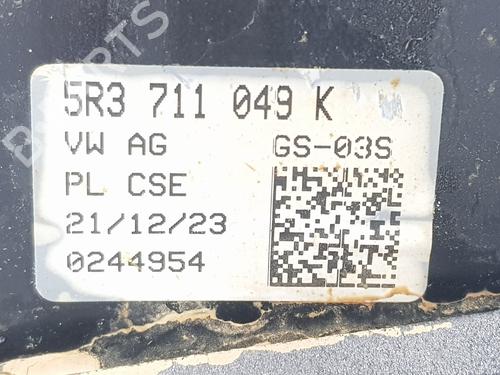 5R3 711 049 K
VW AG GS-03S
PL CSE
21/12/23
0244954